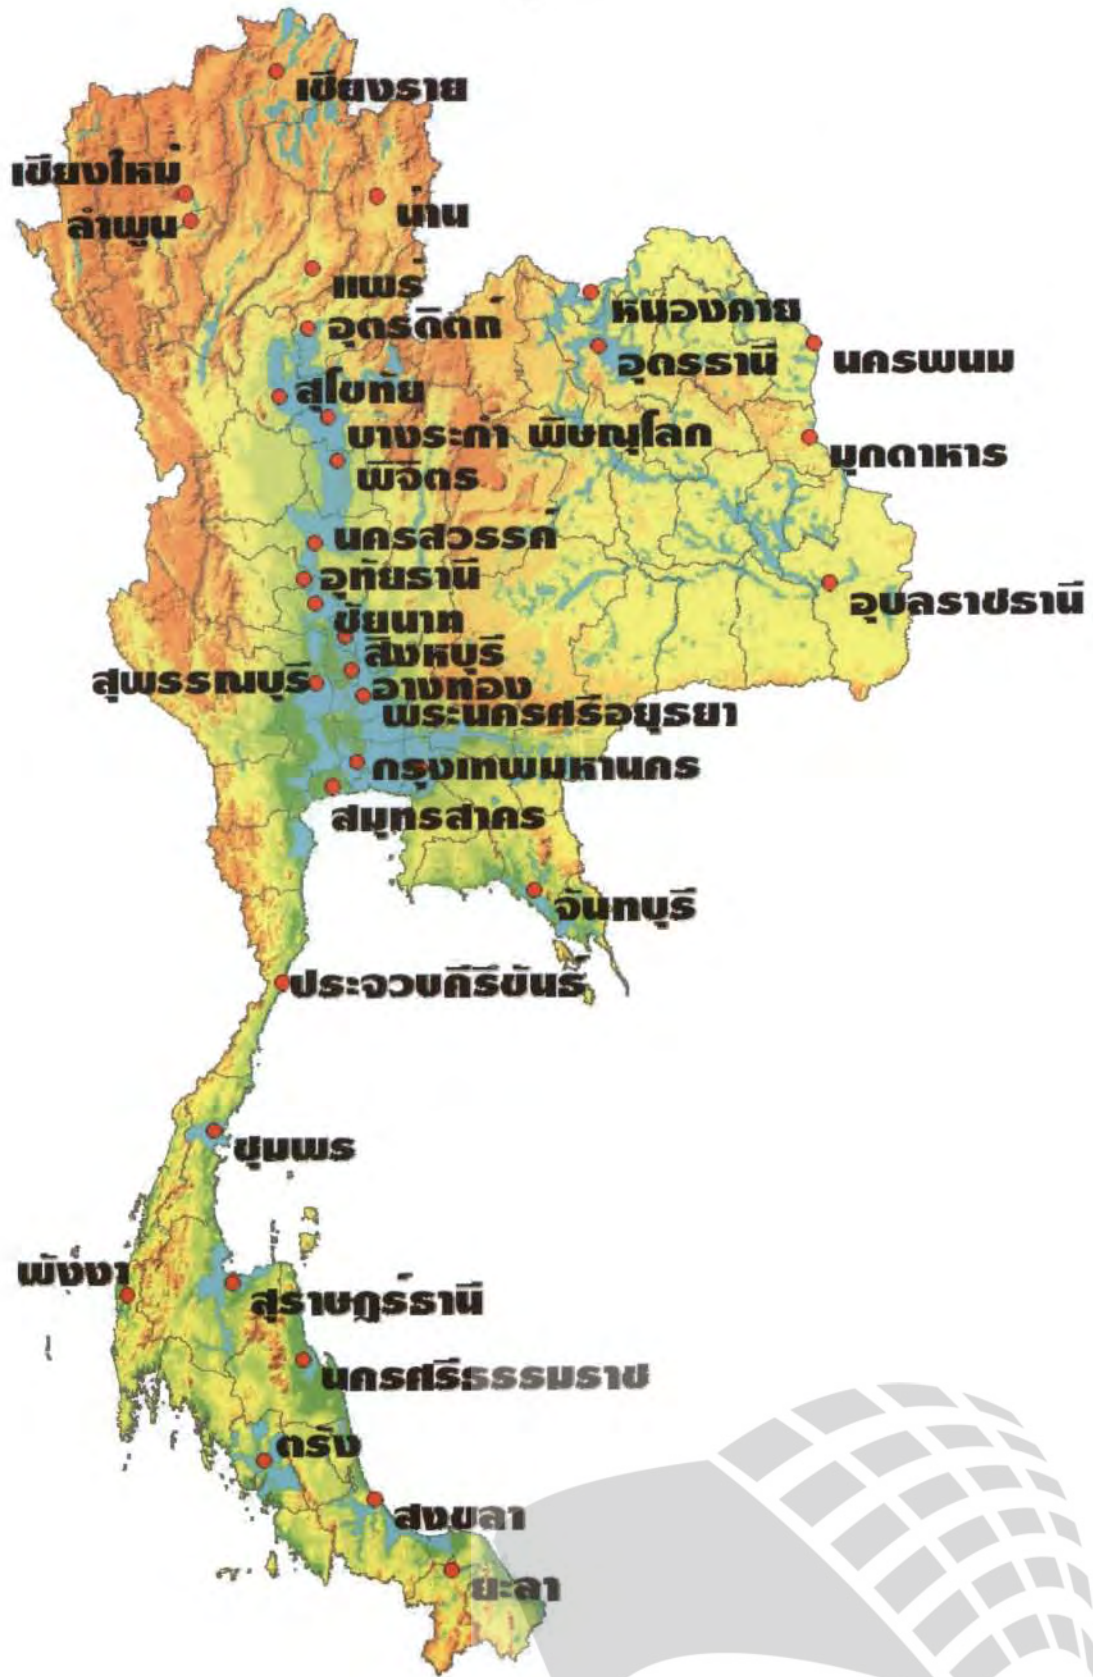 เชียงราย
เชียงใหม่
น่าน
ลำพูน
แพร่
หนองคาย
อุตรดิตถ์
อุดรธานี
นครพนม
สุโขทัย
บางระกำ พิษณุโลก
มุกดาหาร
พิจิตร
นครสวรรค์
อุทัยธานี
อุบลราชธานี
ชัยนาท
สิงหบุรี
สุพรรณบุรี
อ่างทอง
พระนครศรีอยุธยา
กรุงเทพมหานคร
สมุทรสาคร
จันทบุรี
ประจวบคีรีขันธ์
ชุมพร
พังงา
สุราษฎร์ธานี
นครศรีธรรมราช
ตรัง
สงขลา
ยะลา